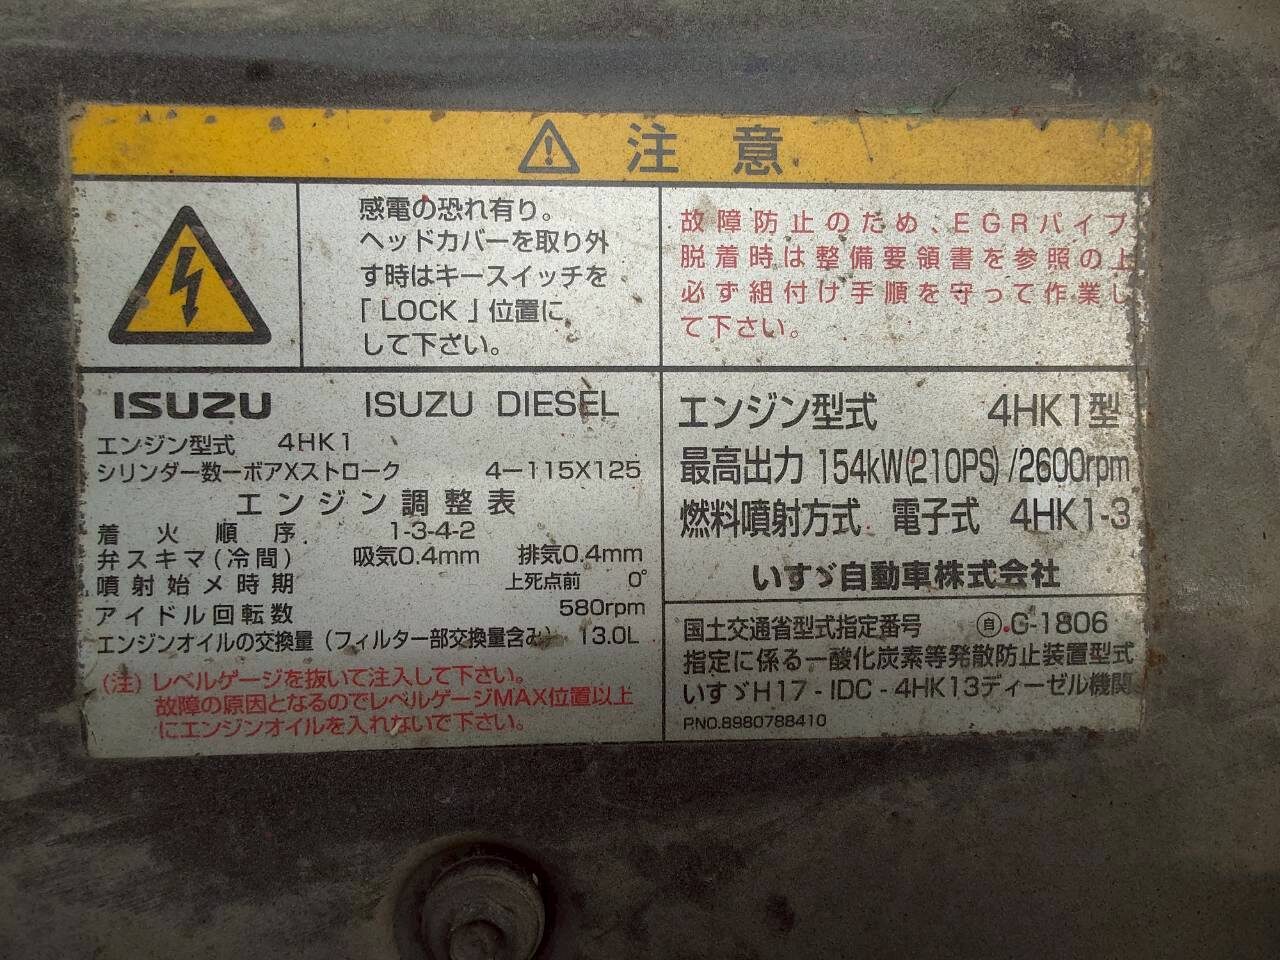 注意
感電の恐れ有り。
ヘッドカバーを取り外
す時はキースイッチを
「LOCK」位置に
して下さい。
故障防止のため、EGRパイプ
脱着時は整備要領書を参照の上
必ず組付け手順を守って作業し
て下さい。
ISUZU ISUZU DIESEL
エンジン型式 4HK1
シリンダー数ーボアXストローク 4ー115X125
エンジン調整表
着火順序 1-3-4-2
弁スキマ(冷間) 吸気0.4mm 排気0.4mm
噴射始メ時期 上死点前 0°
アイドル回転数 580rpm
エンジンオイルの交換量(フィルター部交換量含み) 13.0L
(注) レベルゲージを抜いて注入して下さい。
故障の原因となるのでレベルゲージMAX位置以上
にエンジンオイルを入れないで下さい。
エンジン型式 4HK1型
最高出力 154kW(210PS)/2600rpm
燃料噴射方式 電子式 4HK1-3
いすゞ自動車株式会社
国土交通省型式指定番号 ㊀自 G-1806
指定に係る一酸化炭素等発散防止装置型式
いすゞH17-IDC-4HK13ディーゼル機関
P.NO.8980788410